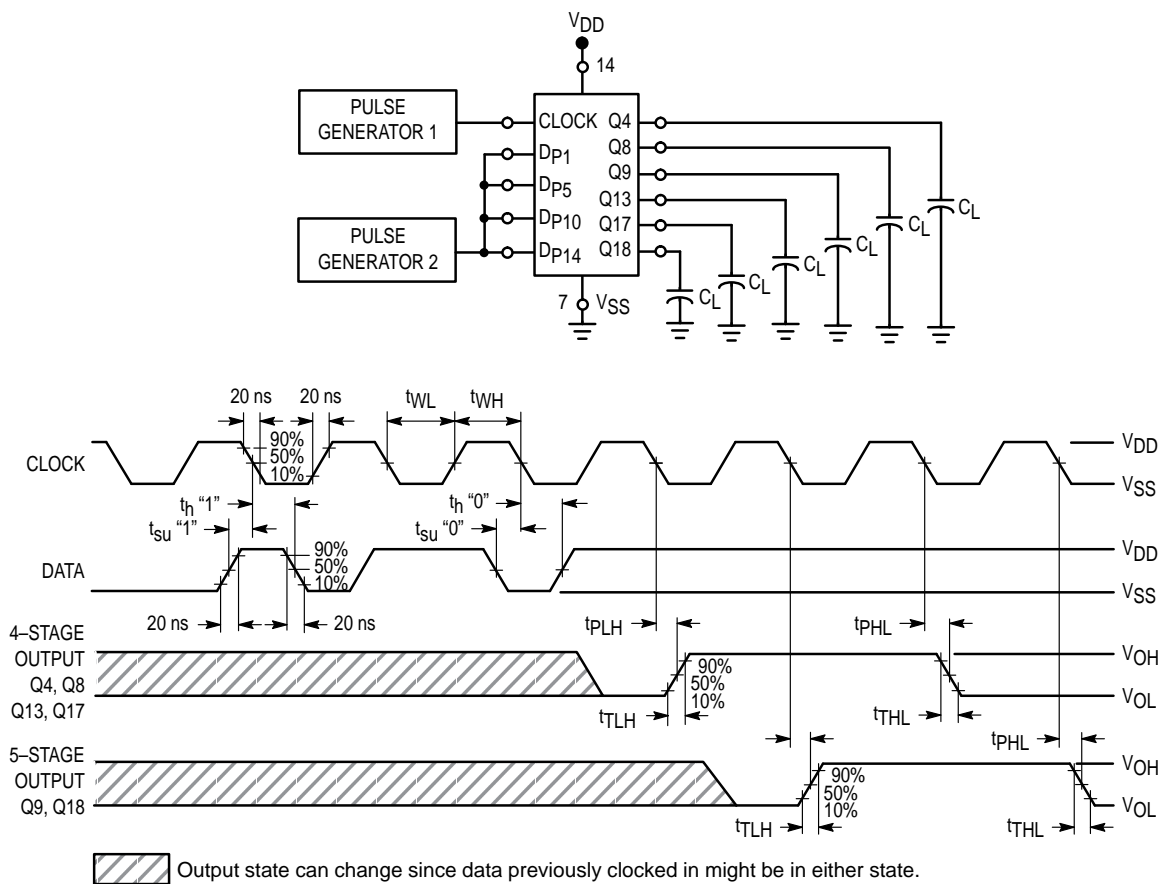 VDD
14
PULSE
GENERATOR 1
CLOCK
Q4
DP1
Q8
DP5
Q9
DP10
Q13
DP14
Q17
Q18
PULSE
GENERATOR 2
CL
CL
CL
CL
CL
CL
7
VSS
20 ns
20 ns
tWL
tWH
CLOCK
90%
50%
10%
VDD
VSS
th “1”
tsu “1”
th “0”
tsu “0”
DATA
90%
50%
10%
VDD
VSS
20 ns
20 ns
tPLH
tPHL
4–STAGE
OUTPUT
Q4, Q8
Q13, Q17
90%
50%
10%
VOH
VOL
tTLH
tTHL
tPHL
5–STAGE
OUTPUT
Q9, Q18
90%
50%
10%
VOH
VOL
tTLH
tTHL
Output state can change since data previously clocked in might be in either state.